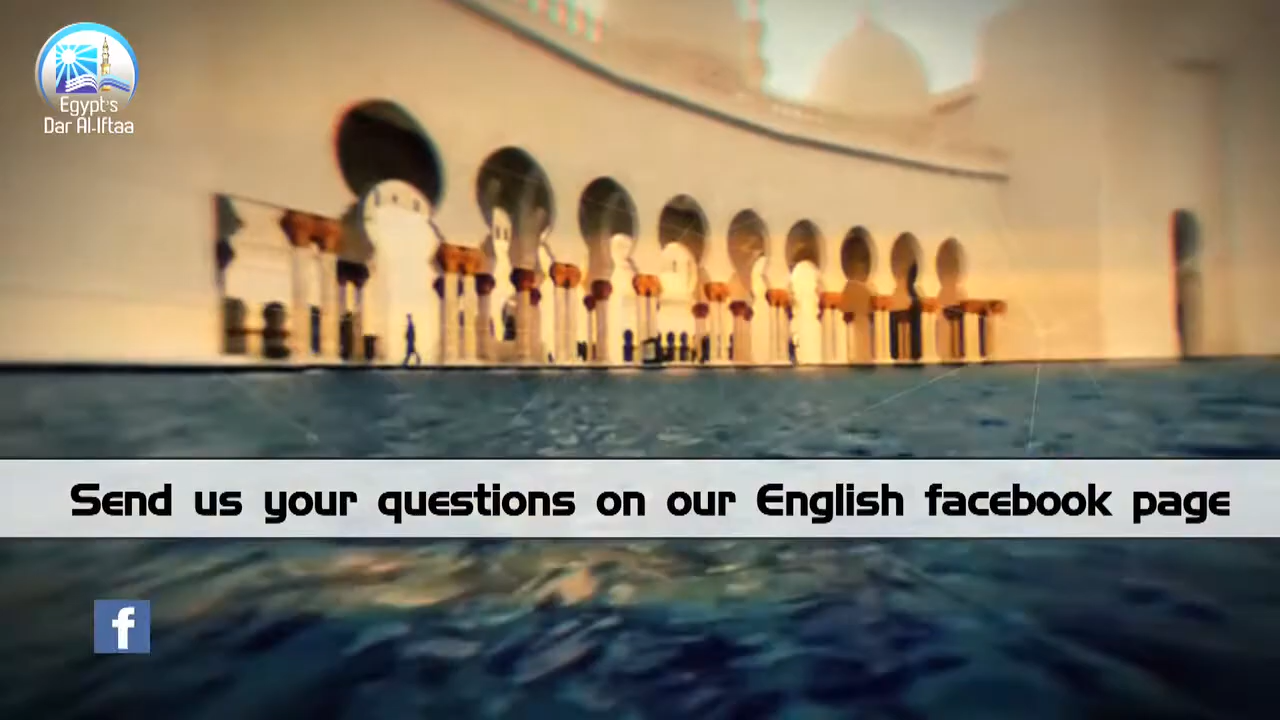 Egypt's
Dar Al-Iftaa
Send us your questions on our English facebook page
f